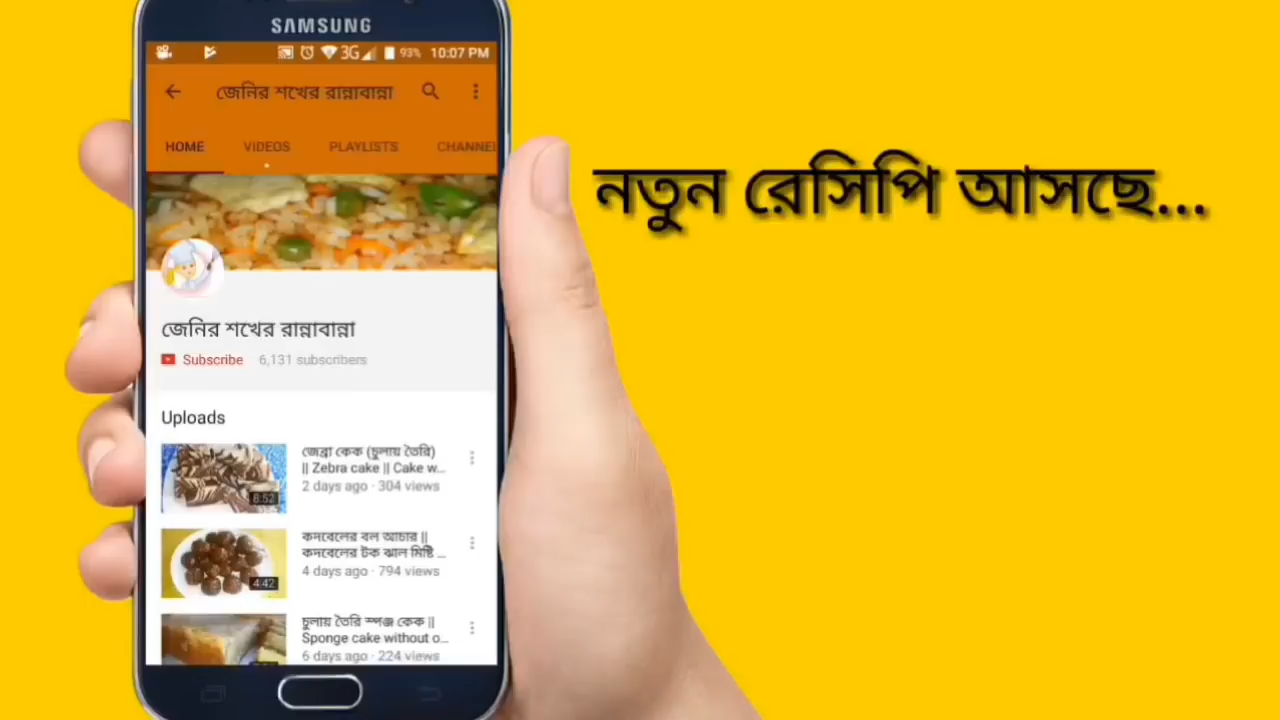 SAMSUNG
3G 93% 10:07 PM
জেনির শখের রান্নাবান্না
HOME VIDEOS PLAYLISTS CHANNEL
নতুন রেসিপি আসছে...
জেনির শখের রান্নাবান্না
Subscribe 6,131 subscribers
Uploads
জেব্রা কেক (চুলায় তৈরি)
|| Zebra cake || Cake w...
2 days ago · 304 views
8:52
কদবেলের বল আচার ||
কদবেলের টক ঝাল মিষ্টি ...
4 days ago · 794 views
4:42
চুলায় তৈরি স্পঞ্জ কেক ||
Sponge cake without o...
6 days ago · 224 views